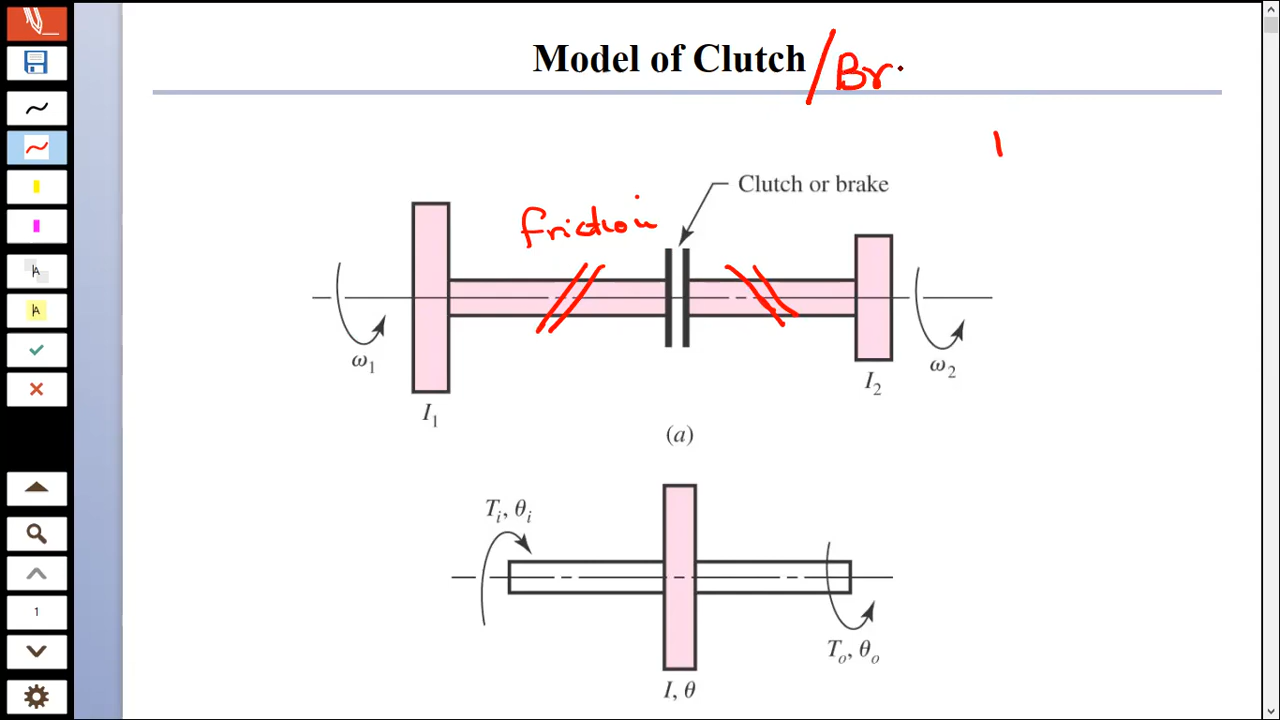 Model of Clutch /Br
Clutch or brake
friction
ω₁
ω₂
I₁
I₂
(a)
Tᵢ, θᵢ
Tₒ, θₒ
I, θ
1